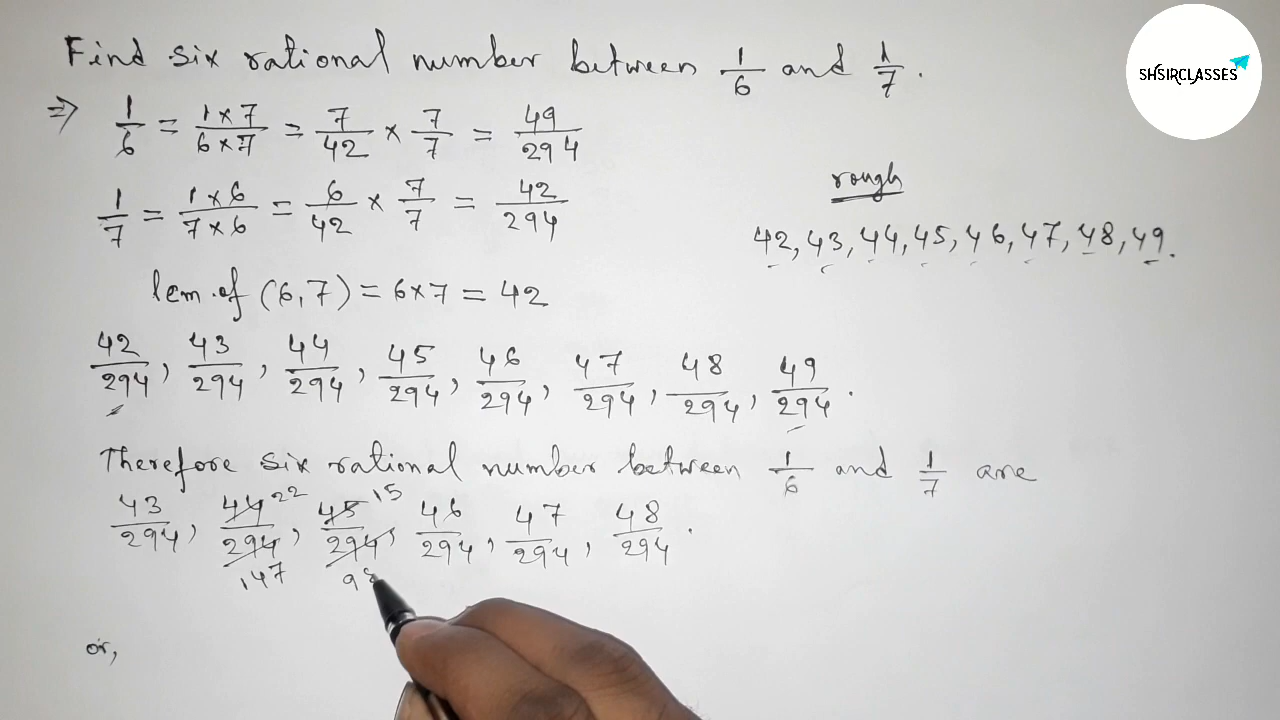 Find six rational number between 1/6 and 1/7.
SHSIRCLASSES
⇒ 1/6 = 1×7/6×7 = 7/42 × 7/7 = 49/294
1/7 = 1×6/7×6 = 6/42 × 7/7 = 42/294
rough
42, 43, 44, 45, 46, 47, 48, 49.
lcm. of (6, 7) = 6×7 = 42
42/294, 43/294, 44/294, 45/294, 46/294, 47/294, 48/294, 49/294.
Therefore six rational number between 1/6 and 1/7 are
43/294, 44/294 22/147, 45/294 15/98, 46/294, 47/294, 48/294.
or,